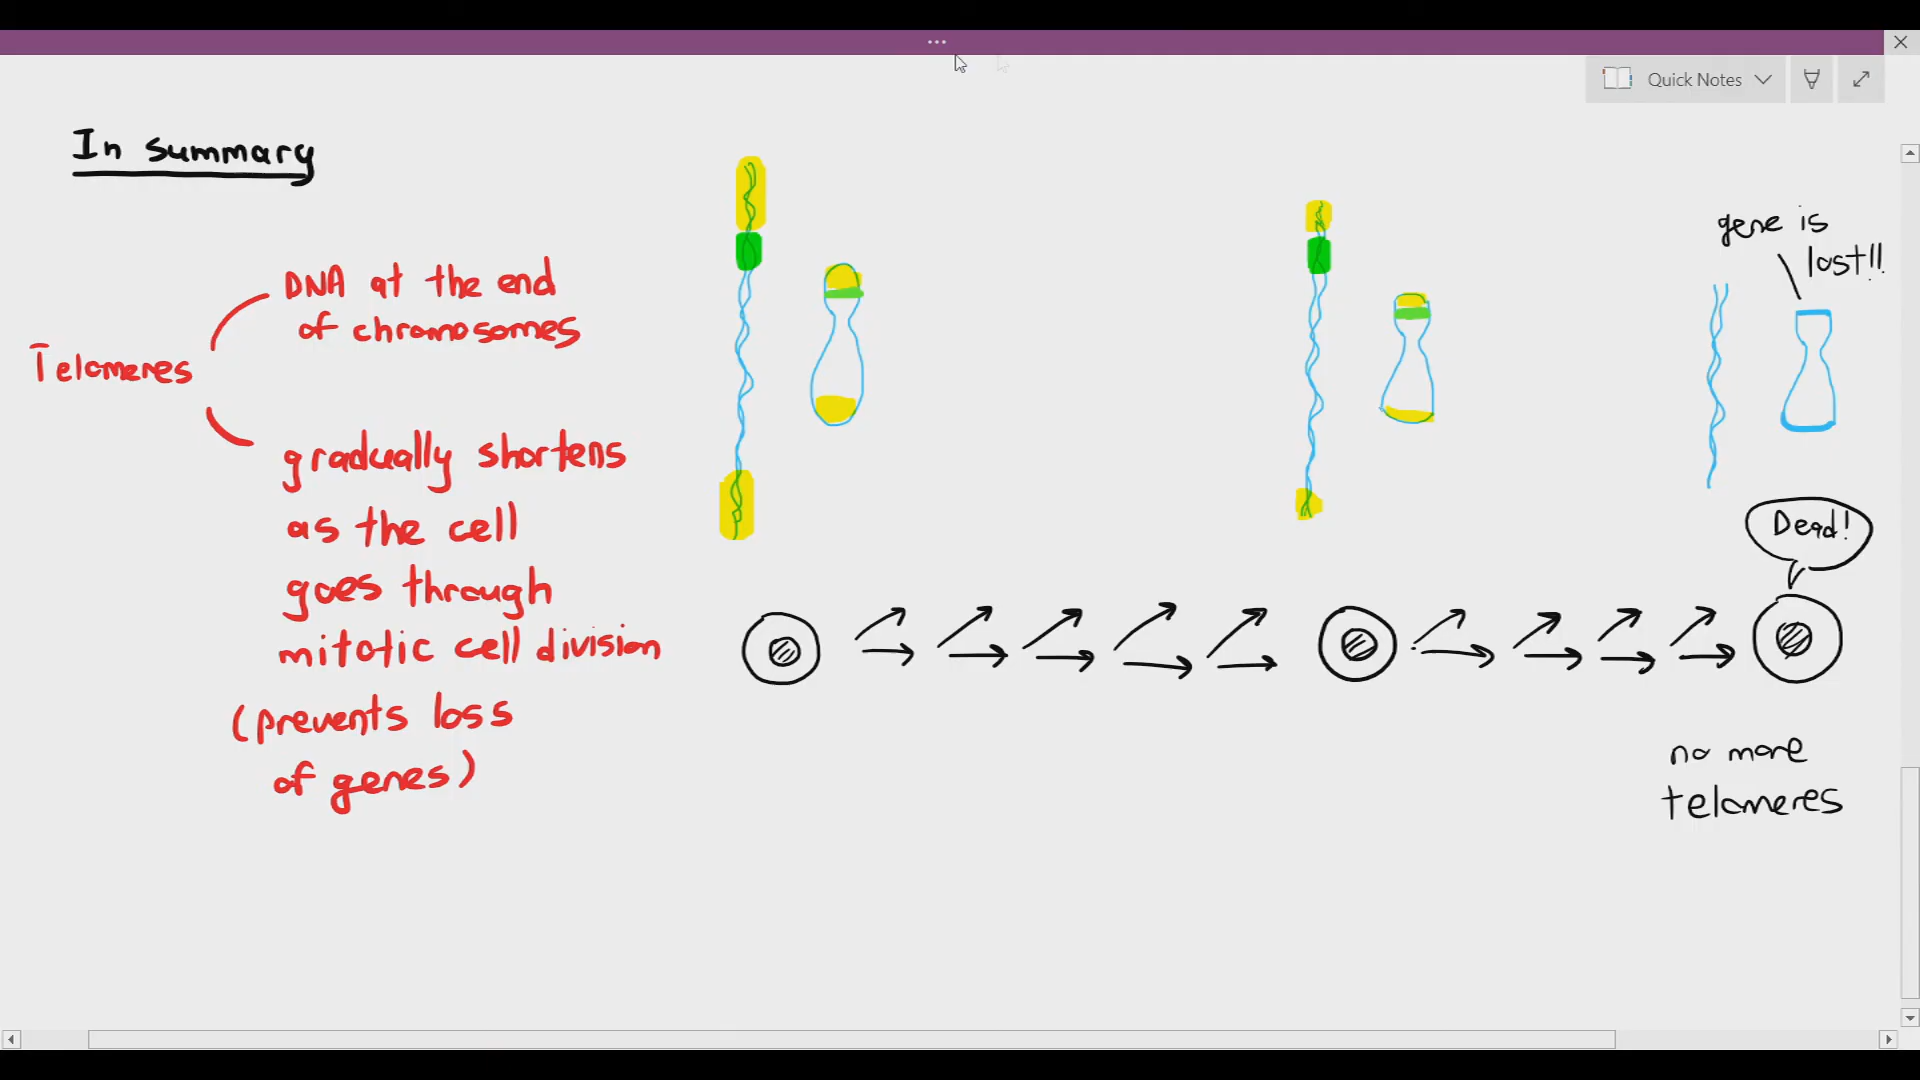 Quick Notes
In summary
Telomeres
DNA at the end
of chromosomes
gradually shortens
as the cell
goes through
mitotic cell division
(prevents loss
of genes)
gene is
lost!!
Dead!
no more
telomeres